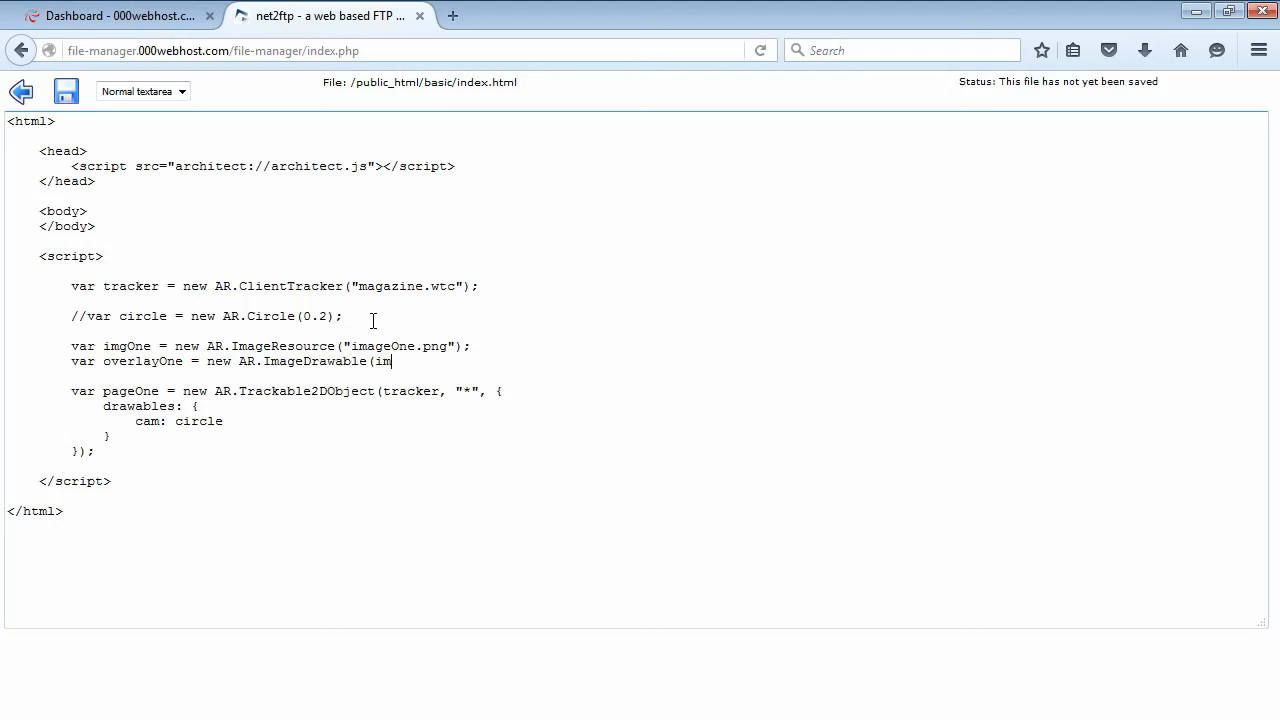 Dashboard - 000webhost.c...
net2ftp - a web based FTP ...
file-manager.000webhost.com/file-manager/index.php
Search
Normal textarea
File: /public_html/basic/index.html
Status: This file has not yet been saved
<html>
<head>
<script src="architect://architect.js"></script>
</head>
<body>
</body>
<script>
var tracker = new AR.ClientTracker("magazine.wtc");
//var circle = new AR.Circle(0.2);
var imgOne = new AR.ImageResource("imageOne.png");
var overlayOne = new AR.ImageDrawable(im
var pageOne = new AR.Trackable2DObject(tracker, "*", {
drawables: {
cam: circle
}
});
</script>
</html>